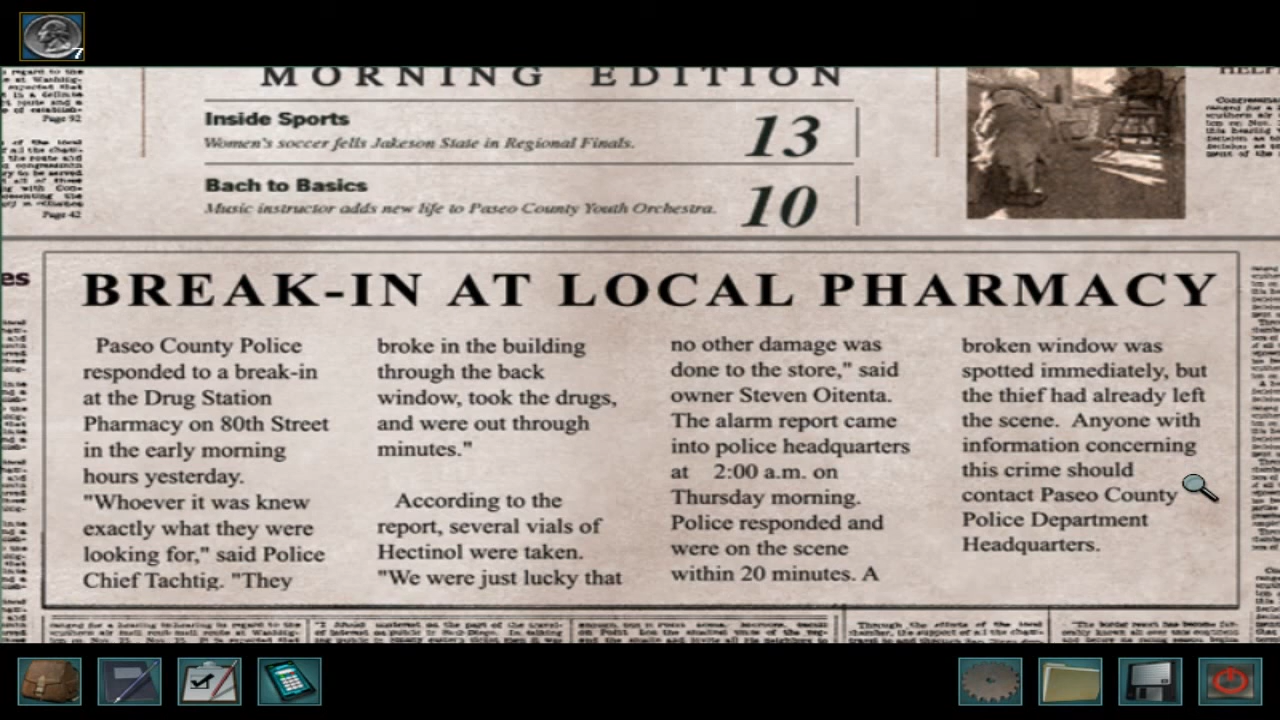 7
MORNING EDITION
Inside Sports
Women's soccer fells Jakeson State in Regional Finals.
13
Bach to Basics
Music instructor adds new life to Paseo County Youth Orchestra.
10
Page 92
Page 42
es
BREAK-IN AT LOCAL PHARMACY
Paseo County Police
responded to a break-in
at the Drug Station
Pharmacy on 80th Street
in the early morning
hours yesterday.
"Whoever it was knew
exactly what they were
looking for," said Police
Chief Tachtig. "They
broke in the building
through the back
window, took the drugs,
and were out through
minutes."
According to the
report, several vials of
Hectinol were taken.
"We were just lucky that
no other damage was
done to the store," said
owner Steven Oitenta.
The alarm report came
into police headquarters
at 2:00 a.m. on
Thursday morning.
Police responded and
were on the scene
within 20 minutes. A
broken window was
spotted immediately, but
the thief had already left
the scene. Anyone with
information concerning
this crime should
contact Paseo County
Police Department
Headquarters.